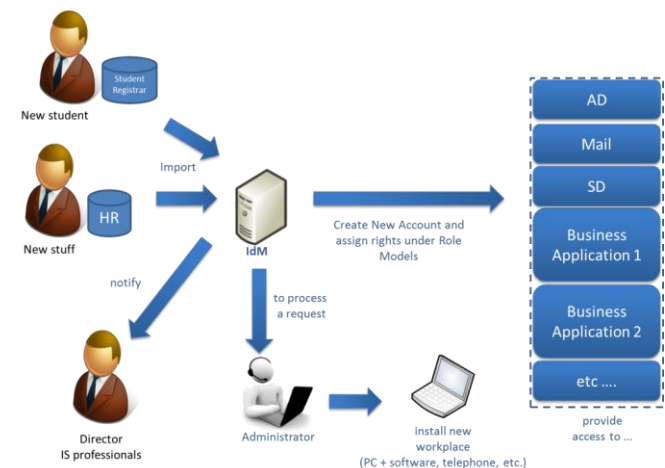 Student
Registrar
New student
Import
HR
New stuff
IdM
Create New Account and
assign rights under Role
Models
notify
to process
a request
Director
IS professionals
Administrator
install new
workplace
(PC + software, telephone, etc.)
AD
Mail
SD
Business
Application 1
Business
Application 2
etc ....
provide
access to ...